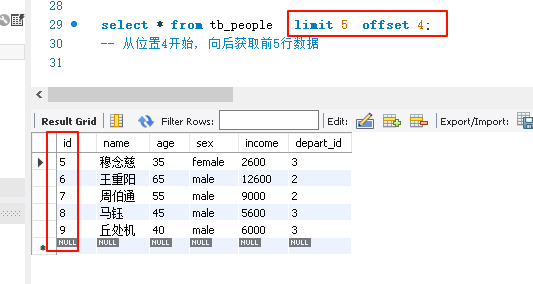 28
29 select * from tb_people limit 5 offset 4;
30 -- 从位置4开始, 向后获取前5行数据
31
Result Grid Filter Rows: Edit: Export/Import:
id name age sex income depart_id
5 穆念慈 35 female 2600 3
6 王重阳 65 male 12600 2
7 周伯通 55 male 9000 2
8 马钰 45 male 5600 3
9 丘处机 40 male 6000 3
NULL NULL NULL NULL NULL NULL